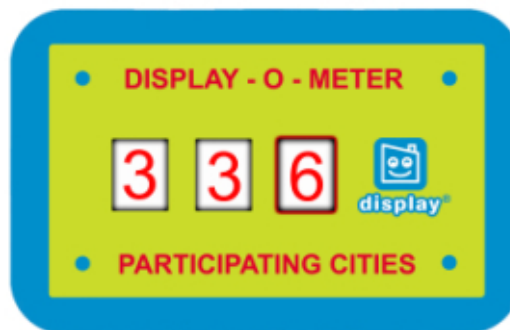 DISPLAY - O - METER
3 3 6
display®
PARTICIPATING CITIES